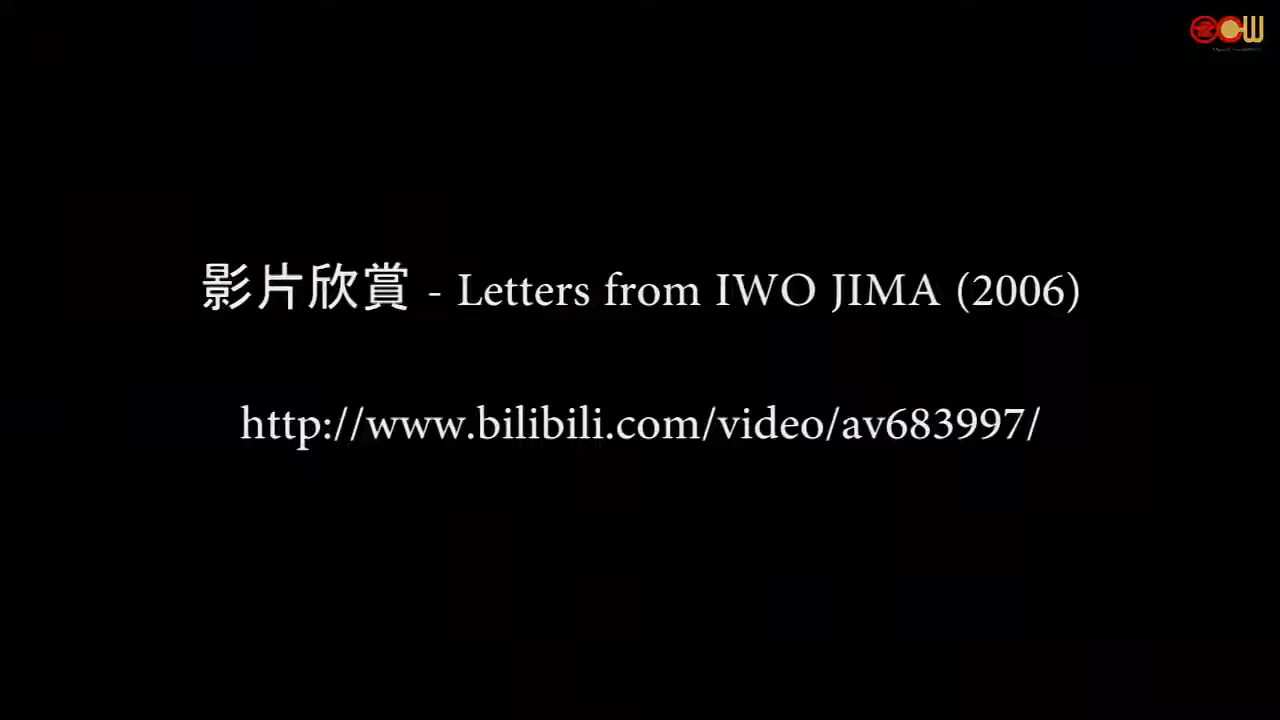 影片欣賞 - Letters from IWO JIMA (2006)
http://www.bilibili.com/video/av683997/